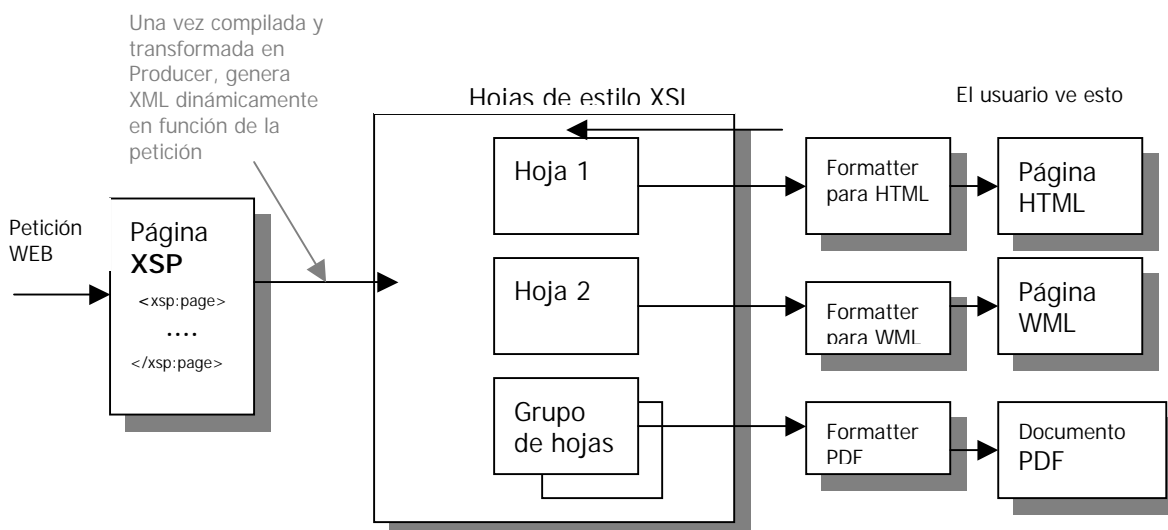 Una vez compilada y
transformada en
Producer, genera
XML dinámicamente
en función de la
petición
Hojas de estilo XSL
El usuario ve esto
Petición
WEB
Página
XSP
<xsp:page>
....
</xsp:page>
Hoja 1
Formatter
para HTML
Página
HTML
Hoja 2
Formatter
para WML
Página
WML
Grupo
de hojas
Formatter
PDF
Documento
PDF